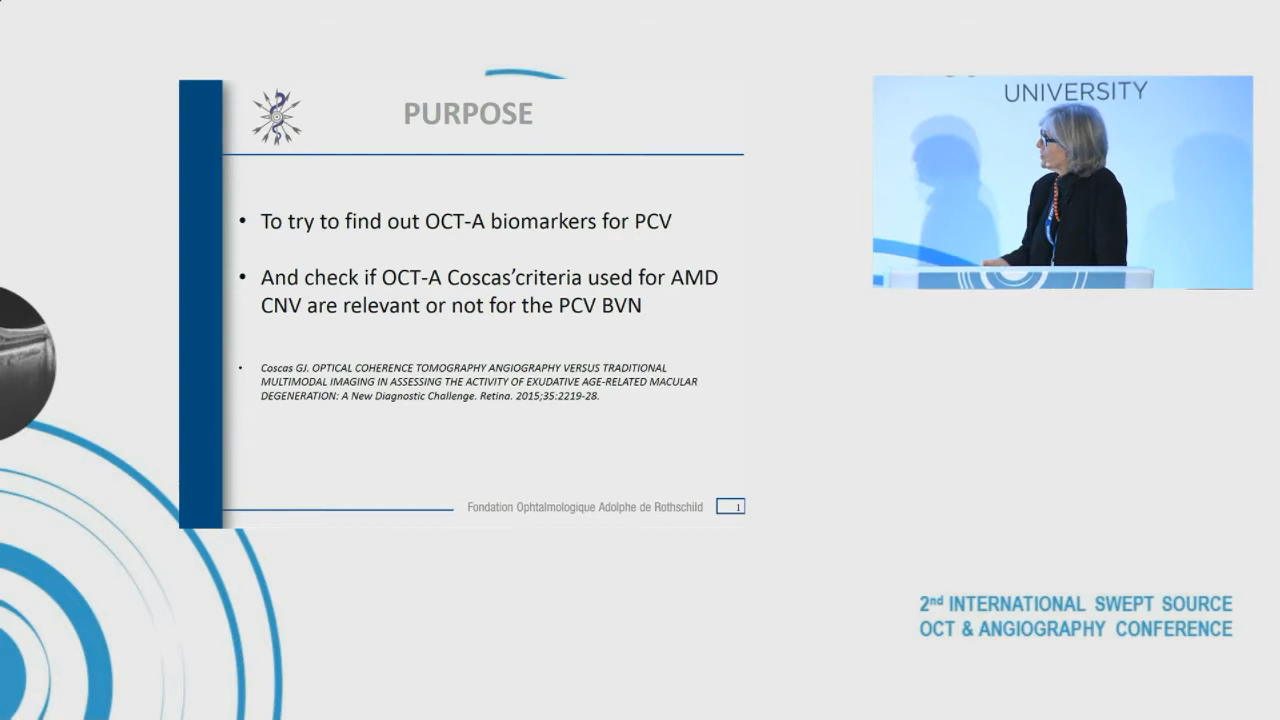 PURPOSE
• To try to find out OCT-A biomarkers for PCV
• And check if OCT-A Coscas’criteria used for AMD
CNV are relevant or not for the PCV BVN
• Coscas GJ. OPTICAL COHERENCE TOMOGRAPHY ANGIOGRAPHY VERSUS TRADITIONAL
MULTIMODAL IMAGING IN ASSESSING THE ACTIVITY OF EXUDATIVE AGE-RELATED MACULAR
DEGENERATION: A New Diagnostic Challenge. Retina. 2015;35:2219-28.
Fondation Ophtalmologique Adolphe de Rothschild
1
UNIVERSITY
2nd INTERNATIONAL SWEPT SOURCE
OCT & ANGIOGRAPHY CONFERENCE